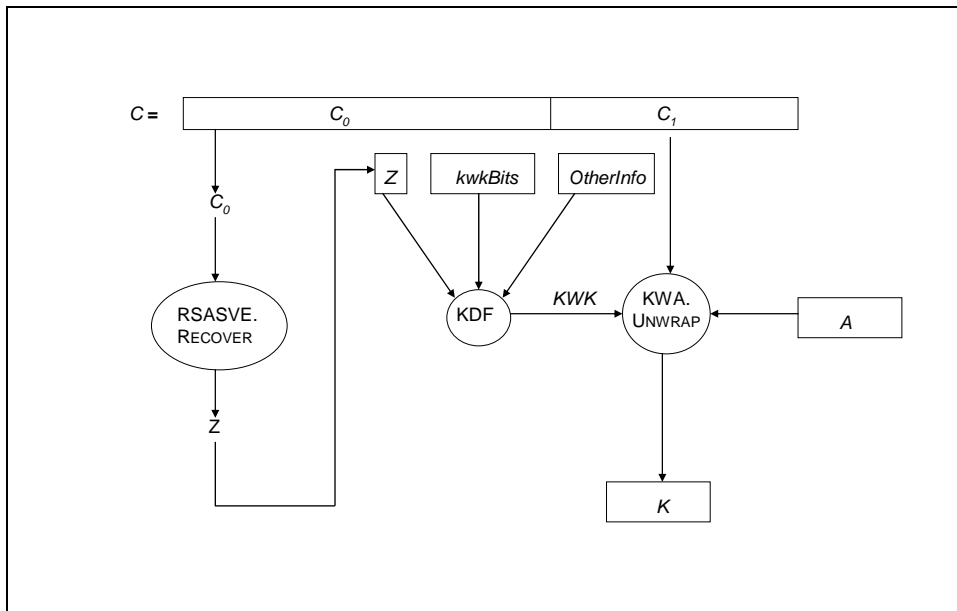 C = C₀ C₁
Z kwkBits OtherInfo
C₀
RSASVE.
RECOVER
KDF
KWK
KWA.
UNWRAP
A
Z
K